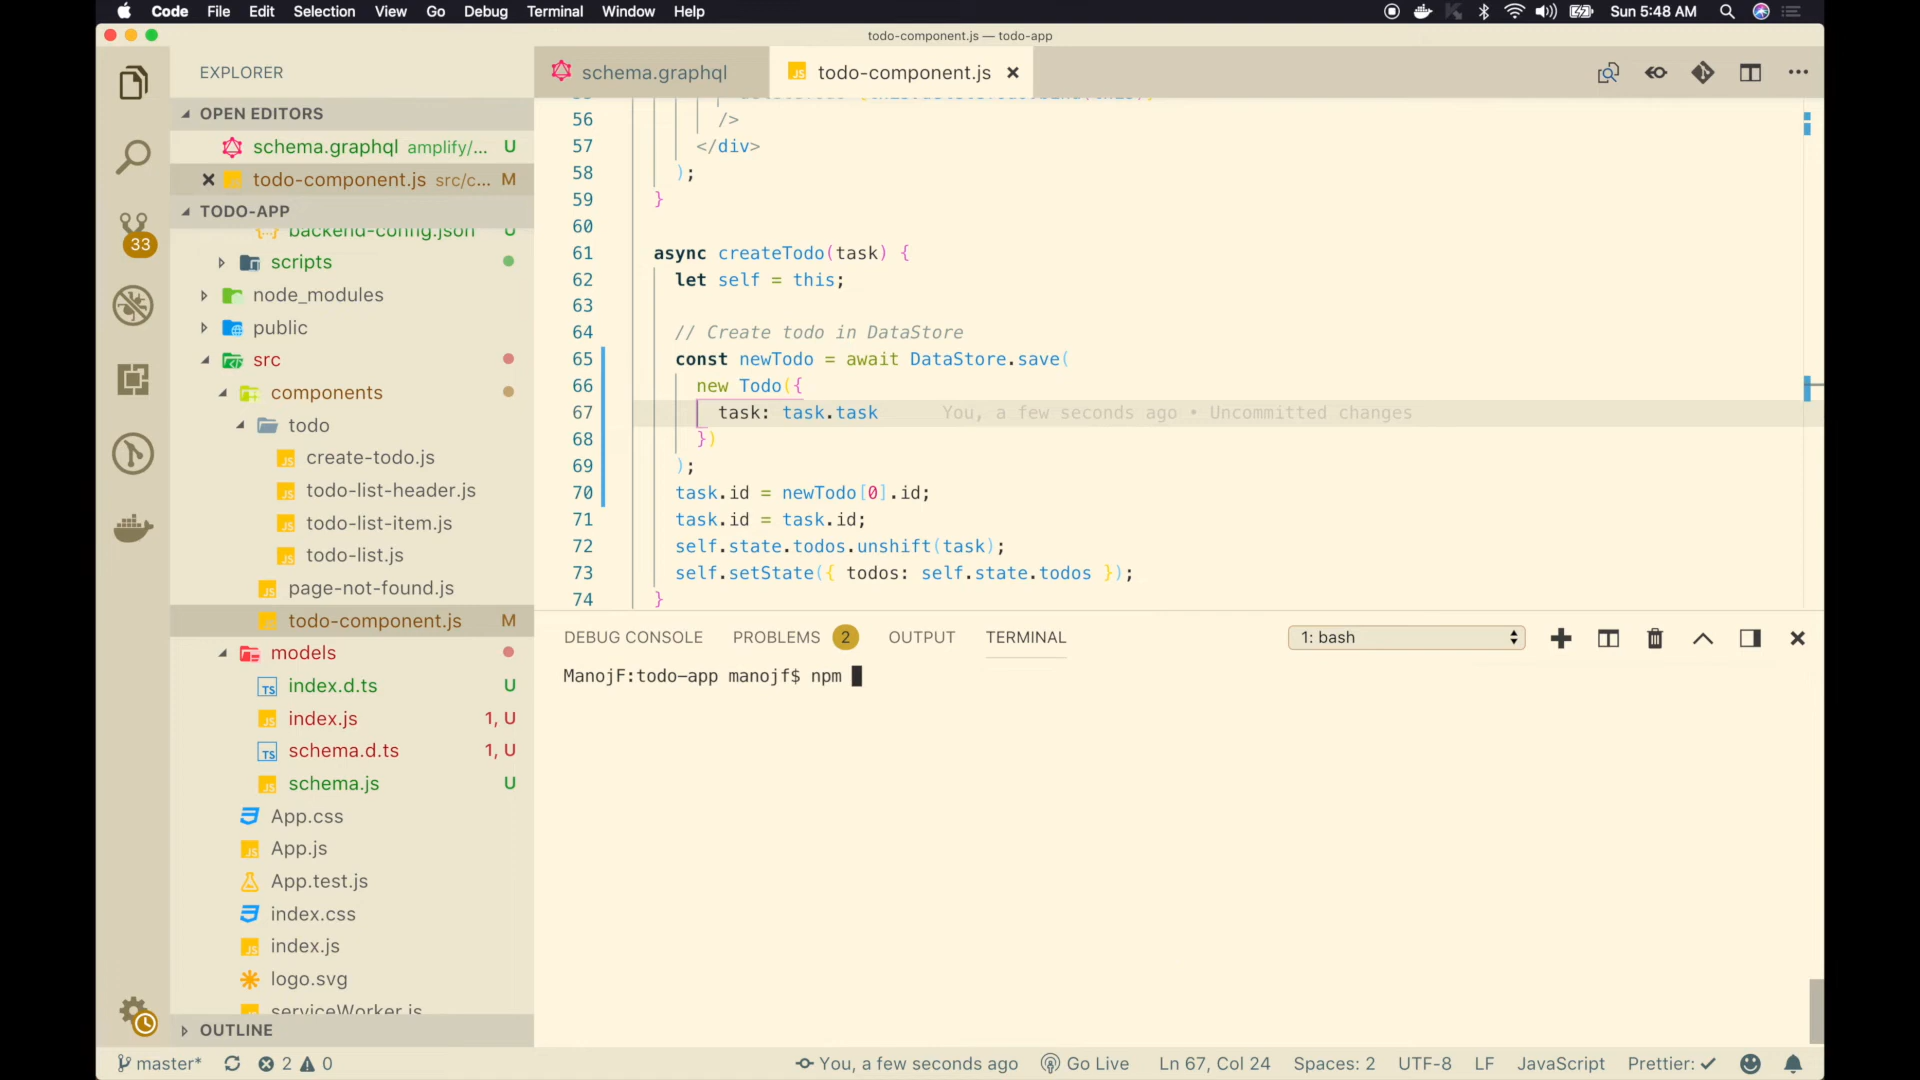 Code File Edit Selection View Go Debug Terminal Window Help
Sun 5:48 AM
todo-component.js — todo-app
EXPLORER
OPEN EDITORS
schema.graphql amplify/... U
todo-component.js src/c... M
TODO-APP
backend-config.json U
scripts
node_modules
public
src
components
todo
create-todo.js
todo-list-header.js
todo-list-item.js
todo-list.js
page-not-found.js
todo-component.js M
models
index.d.ts U
index.js 1, U
schema.d.ts 1, U
schema.js U
App.css
App.js
App.test.js
index.css
index.js
logo.svg
serviceWorker.js
OUTLINE
33
schema.graphql
todo-component.js
56 />
57 </div>
58 );
59 }
60
61 async createTodo(task) {
62 let self = this;
63
64 // Create todo in DataStore
65 const newTodo = await DataStore.save(
66 new Todo({
67 task: task.task You, a few seconds ago • Uncommitted changes
68 })
69 );
70 task.id = newTodo[0].id;
71 task.id = task.id;
72 self.state.todos.unshift(task);
73 self.setState({ todos: self.state.todos });
74 }
DEBUG CONSOLE PROBLEMS 2 OUTPUT TERMINAL
1: bash
ManojF:todo-app manojf$ npm
master* 2 0 You, a few seconds ago Go Live Ln 67, Col 24 Spaces: 2 UTF-8 LF JavaScript Prettier: ✓